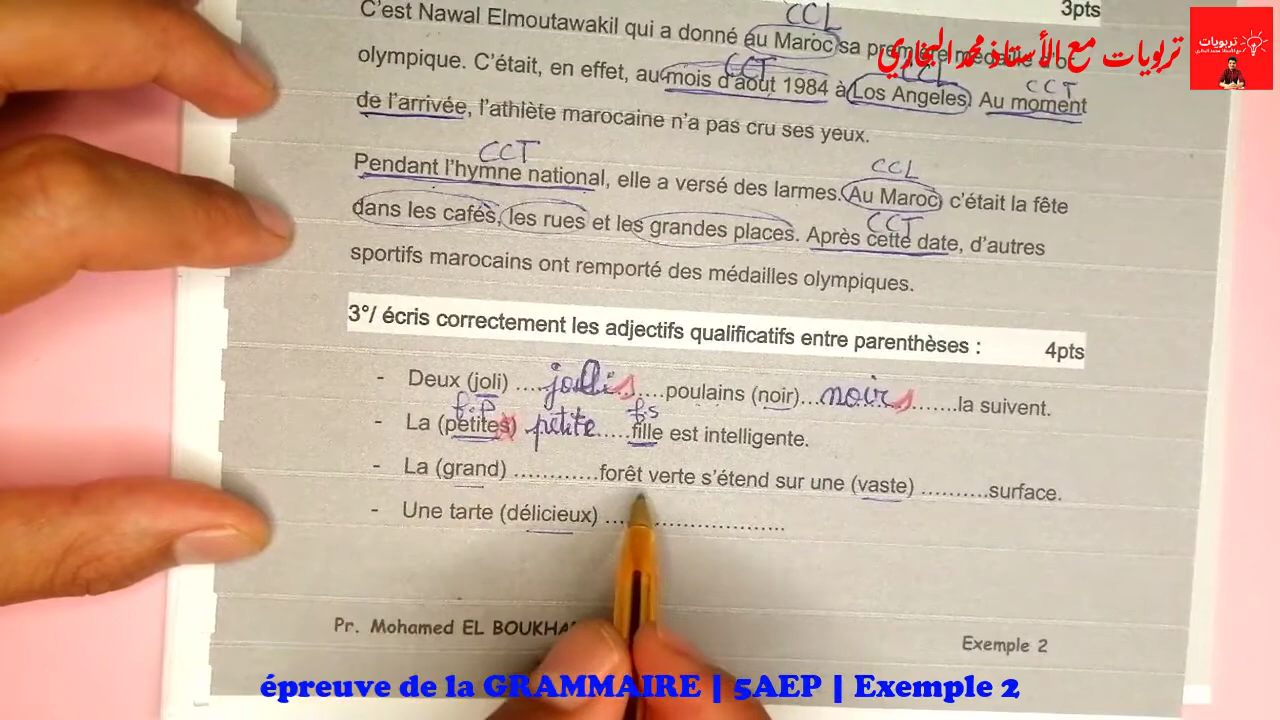 3pts
CCL
C'est Nawal Elmoutawakil qui a donné au Maroc sa première médaille d'or
تربويات مع الأستاذ محمد البخاري
تربويات
CCT CCL CCT
olympique. C'était, en effet, au mois d'août 1984 à Los Angeles. Au moment
de l'arrivée, l'athlète marocaine n'a pas cru ses yeux.
CCT CCL
Pendant l'hymne national, elle a versé des larmes. Au Maroc, c'était la fête
CCT
dans les cafés, les rues et les grandes places. Après cette date, d'autres
sportifs marocains ont remporté des médailles olympiques.
3°/ écris correctement les adjectifs qualificatifs entre parenthèses : 4pts
- Deux (joli) ....jolis....poulains (noir)...noirs........la suivent.
f.p f.s
- La (petites) petite.....fille est intelligente.
- La (grand) ............forêt verte s'étend sur une (vaste) ..........surface.
- Une tarte (délicieux) ..........................
Pr. Mohamed EL
Exemple 2
épreuve de la GRAMMAIRE | 5AEP | Exemple 2